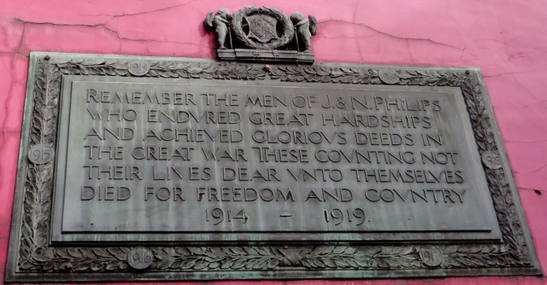 REMEMBER THE MEN OF J. & N. PHILIPS
WHO ENDVRED GREAT HARDSHIPS
AND ACHIEVED GLORIOVS DEEDS IN
THE GREAT WAR THESE COVNTING NOT
THEIR LIVES DEAR VNTO THEMSELVES
DIED FOR FREEDOM AND COVNTRY
1914 - 1919.